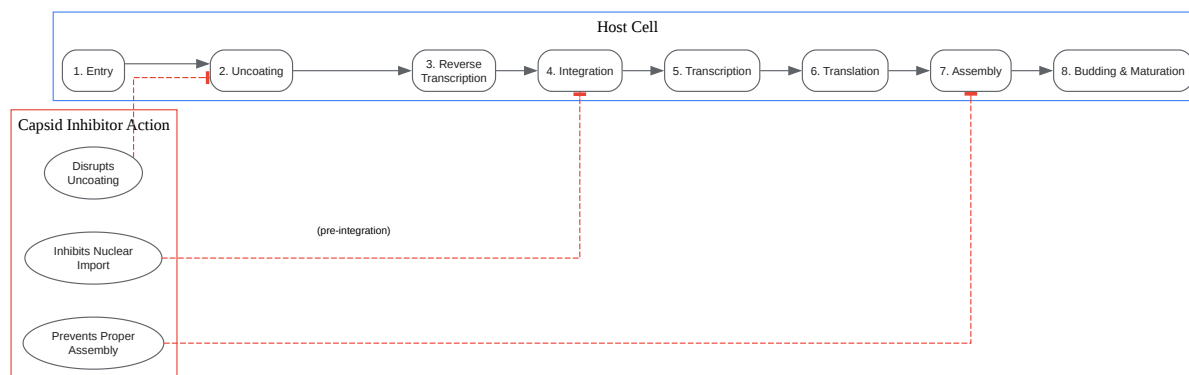 Host Cell
1. Entry
2. Uncoating
3. Reverse
Transcription
4. Integration
5. Transcription
6. Translation
7. Assembly
8. Budding & Maturation
Capsid Inhibitor Action
Disrupts
Uncoating
Inhibits Nuclear
Import
(pre-integration)
Prevents Proper
Assembly